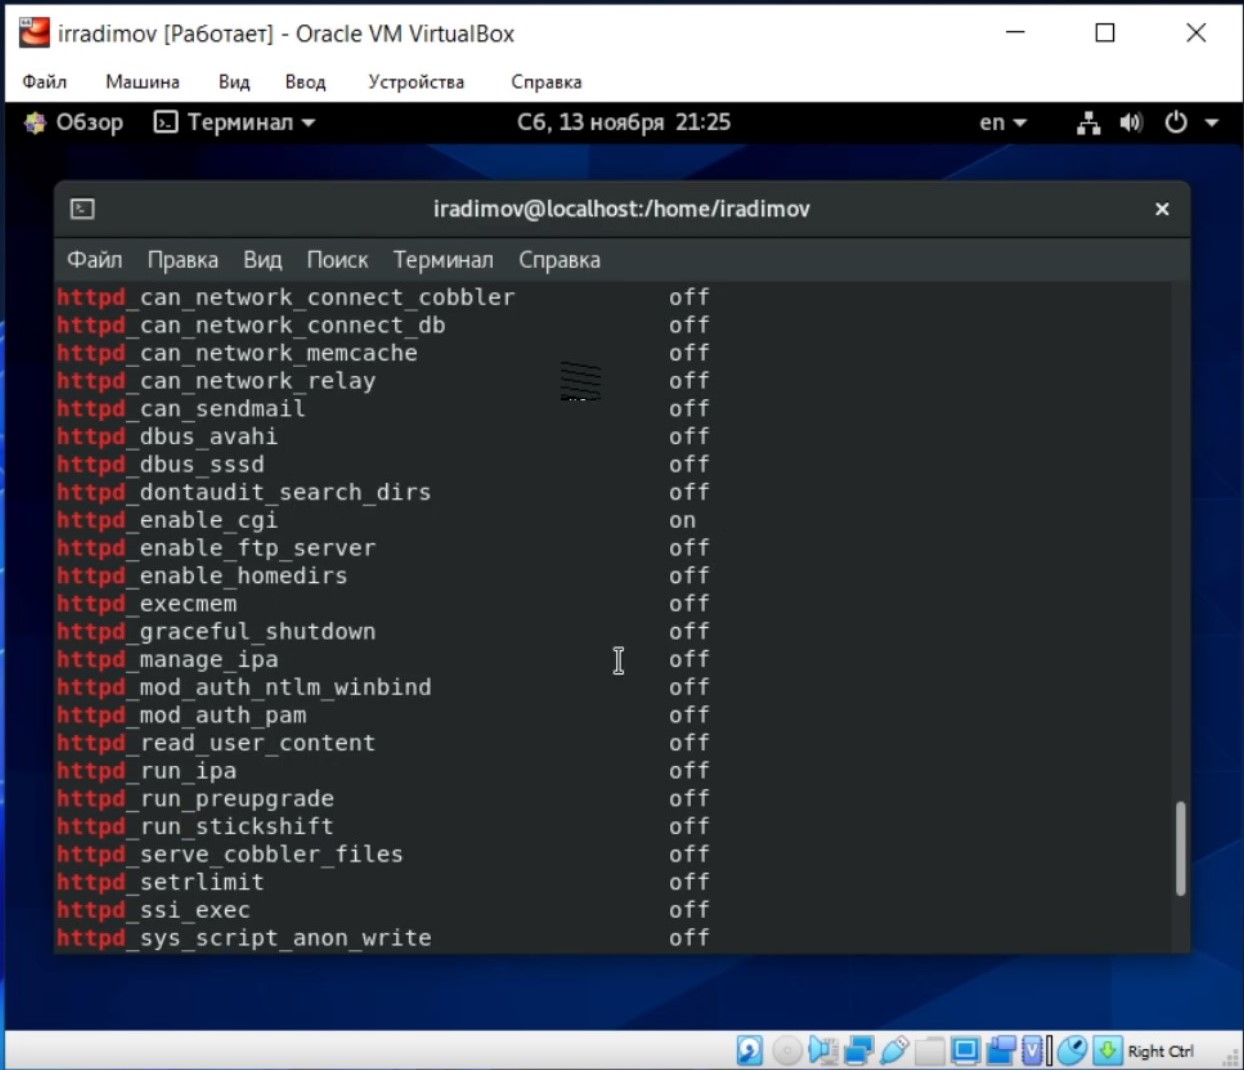 irradimov [Работает] - Oracle VM VirtualBox
Файл Машина Вид Ввод Устройства Справка
Обзор Терминал Сб, 13 ноября 21:25 en
iradimov@localhost:/home/iradimov
Файл Правка Вид Поиск Терминал Справка
httpd_can_network_connect_cobbler off
httpd_can_network_connect_db off
httpd_can_network_memcache off
httpd_can_network_relay off
httpd_can_sendmail off
httpd_dbus_avahi off
httpd_dbus_sssd off
httpd_dontaudit_search_dirs off
httpd_enable_cgi on
httpd_enable_ftp_server off
httpd_enable_homedirs off
httpd_execmem off
httpd_graceful_shutdown off
httpd_manage_ipa off
httpd_mod_auth_ntlm_winbind off
httpd_mod_auth_pam off
httpd_read_user_content off
httpd_run_ipa off
httpd_run_preupgrade off
httpd_run_stickshift off
httpd_serve_cobbler_files off
httpd_setrlimit off
httpd_ssi_exec off
httpd_sys_script_anon_write off
Right Ctrl